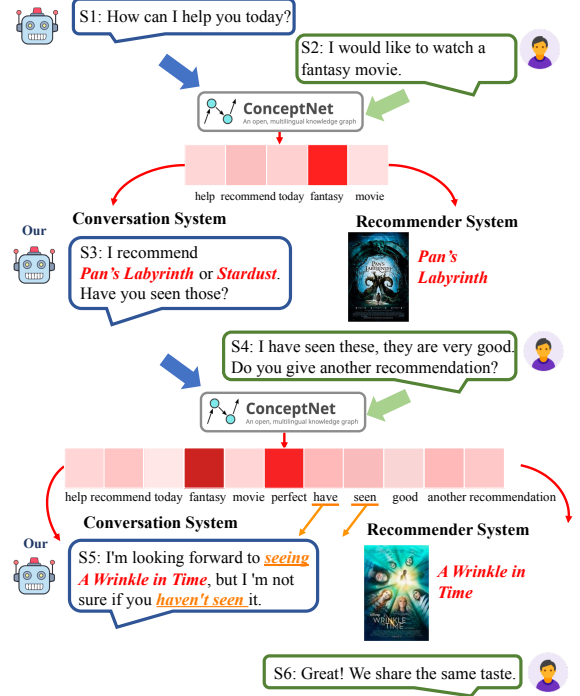 S1: How can I help you today?
S2: I would like to watch a
fantasy movie.
ConceptNet
An open, multilingual knowledge graph
help recommend today fantasy movie
Conversation System
Recommender System
Our
S3: I recommend
Pan's Labyrinth or Stardust.
Have you seen those?
PAN'S
LABYRINTH
Pan's
Labyrinth
S4: I have seen these, they are very good.
Do you give another recommendation?
ConceptNet
An open, multilingual knowledge graph
help recommend today fantasy movie perfect have seen good another recommendation
Conversation System
Recommender System
Our
S5: I'm looking forward to seeing
A Wrinkle in Time, but I 'm not
sure if you haven't seen it.
WRINKLE
TIME
A Wrinkle in
Time
S6: Great! We share the same taste.